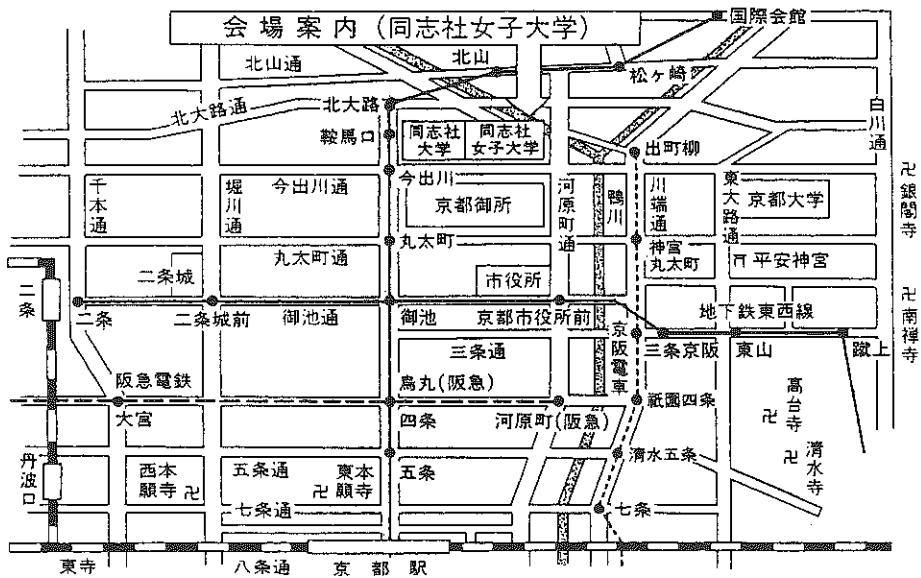 会場案内(同志社女子大学)
国際会館
北山
北山通
松ヶ崎
北大路通
北大路
白川通
鞍馬口
同志社
大学
同志社
女子大学
出町柳
今出川
千本通
堀川通
今出川通
京都御所
河原町通
鴨川
川端通
東大路通
京都大学
卍銀閣寺
丸太町
丸太町通
神宮
丸太町
平安神宮
二条城
市役所
二条
二条
二条城前
御池通
御池
京都市役所前
地下鉄東西線
卍南禅寺
三条通
京阪電車
三条京阪
東山
蹴上
阪急電鉄
烏丸(阪急)
大宮
四条
河原町(阪急)
祇園四条
高台寺
卍
清水五条
卍
清水寺
丹波口
西本
願寺卍
五条通
東本
卍願寺
五条
七条通
七条
東寺
八条通
京都駅